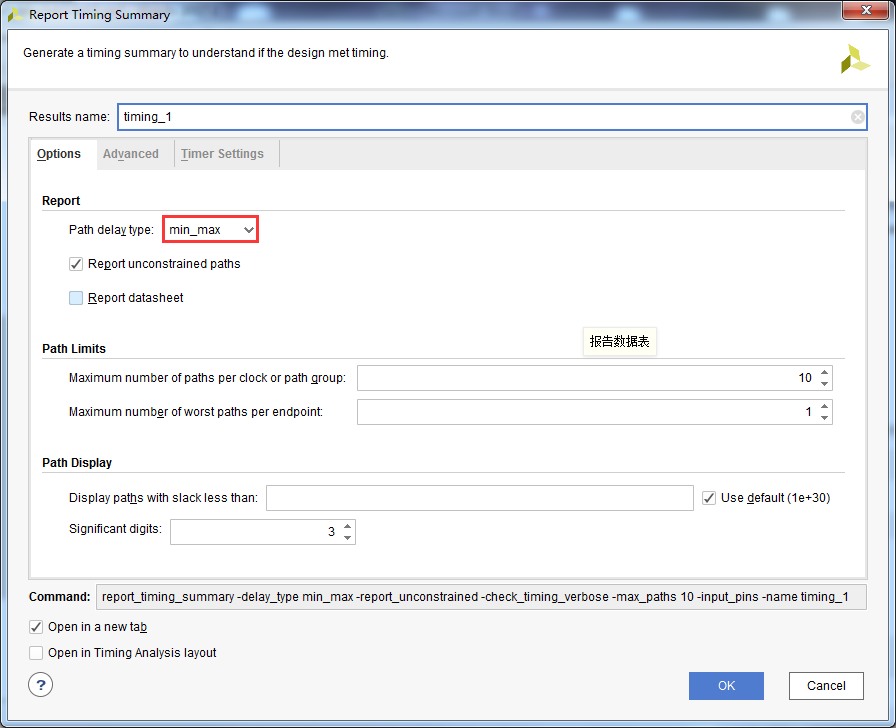 Report Timing Summary
Generate a timing summary to understand if the design met timing.
Results name: timing_1
Options Advanced Timer Settings
Report
Path delay type: min_max
Report unconstrained paths
Report datasheet
报告数据表
Path Limits
Maximum number of paths per clock or path group: 10
Maximum number of worst paths per endpoint: 1
Path Display
Display paths with slack less than: Use default (1e+30)
Significant digits: 3
Command: report_timing_summary -delay_type min_max -report_unconstrained -check_timing_verbose -max_paths 10 -input_pins -name timing_1
Open in a new tab
Open in Timing Analysis layout
? OK Cancel